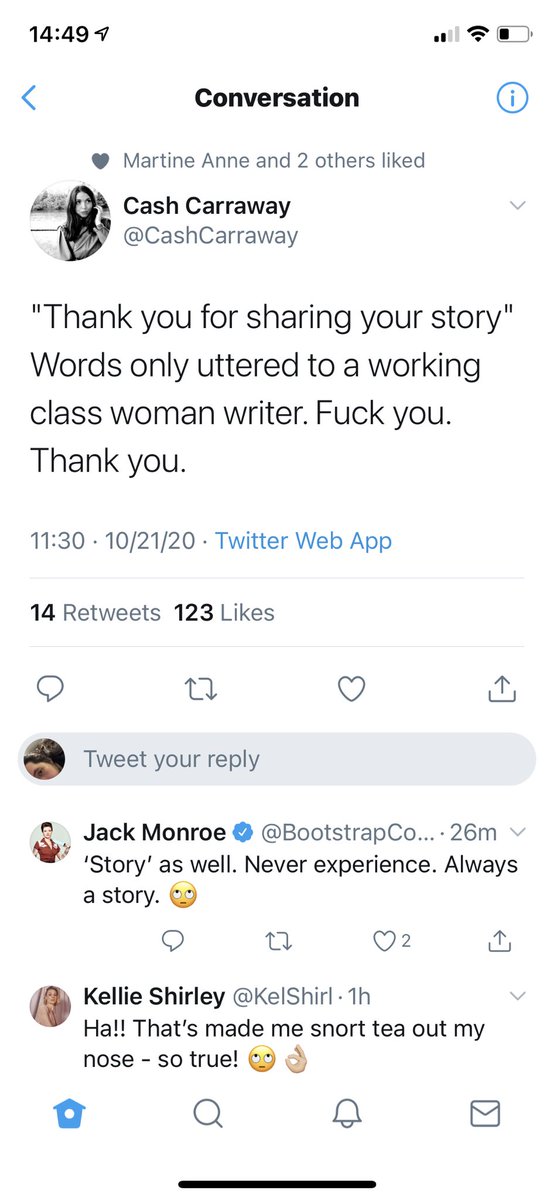 14:49
Conversation
Martine Anne and 2 others liked
Cash Carraway
@CashCarraway
"Thank you for sharing your story"
Words only uttered to a working
class woman writer. Fuck you.
Thank you.
11:30 · 10/21/20 · Twitter Web App
14 Retweets 123 Likes
Tweet your reply
Jack Monroe @BootstrapCo... · 26m
‘Story’ as well. Never experience. Always
a story. 🙄
2
Kellie Shirley @KelShirl · 1h
Ha!! That’s made me snort tea out my
nose - so true! 🙄 👌🏼